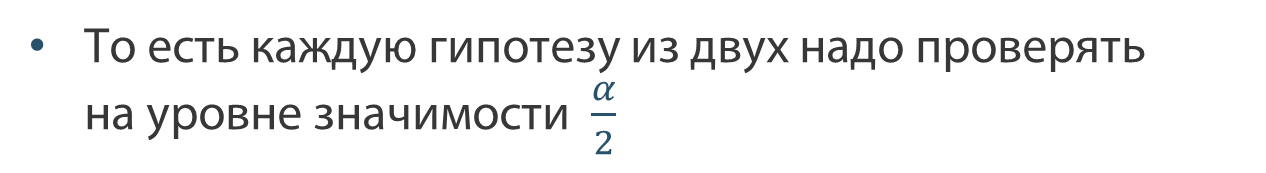 • То есть каждую гипотезу из двух надо проверять
на уровне значимости α/2